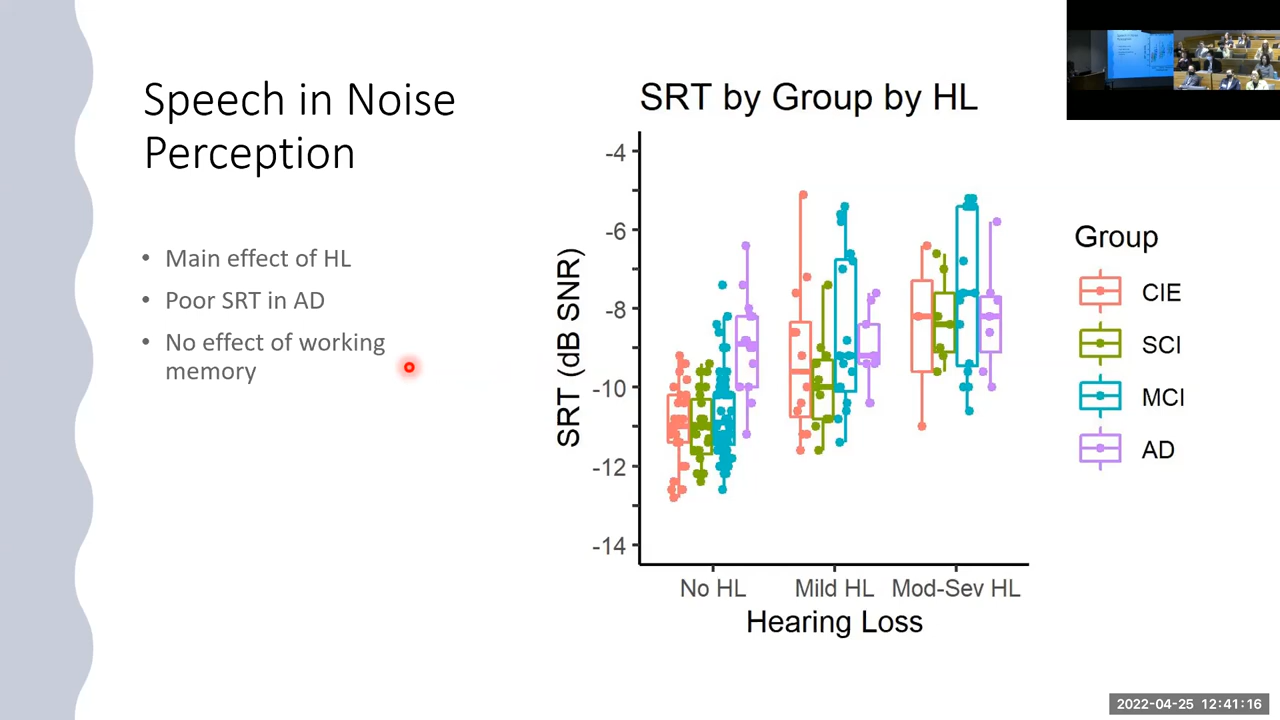 Speech in Noise
Perception
• Main effect of HL
• Poor SRT in AD
• No effect of working
memory
SRT by Group by HL
SRT (dB SNR)
-4
-6
-8
-10
-12
-14
No HL
Mild HL
Mod-Sev HL
Hearing Loss
Group
CIE
SCI
MCI
AD
2022-04-25 12:41:16